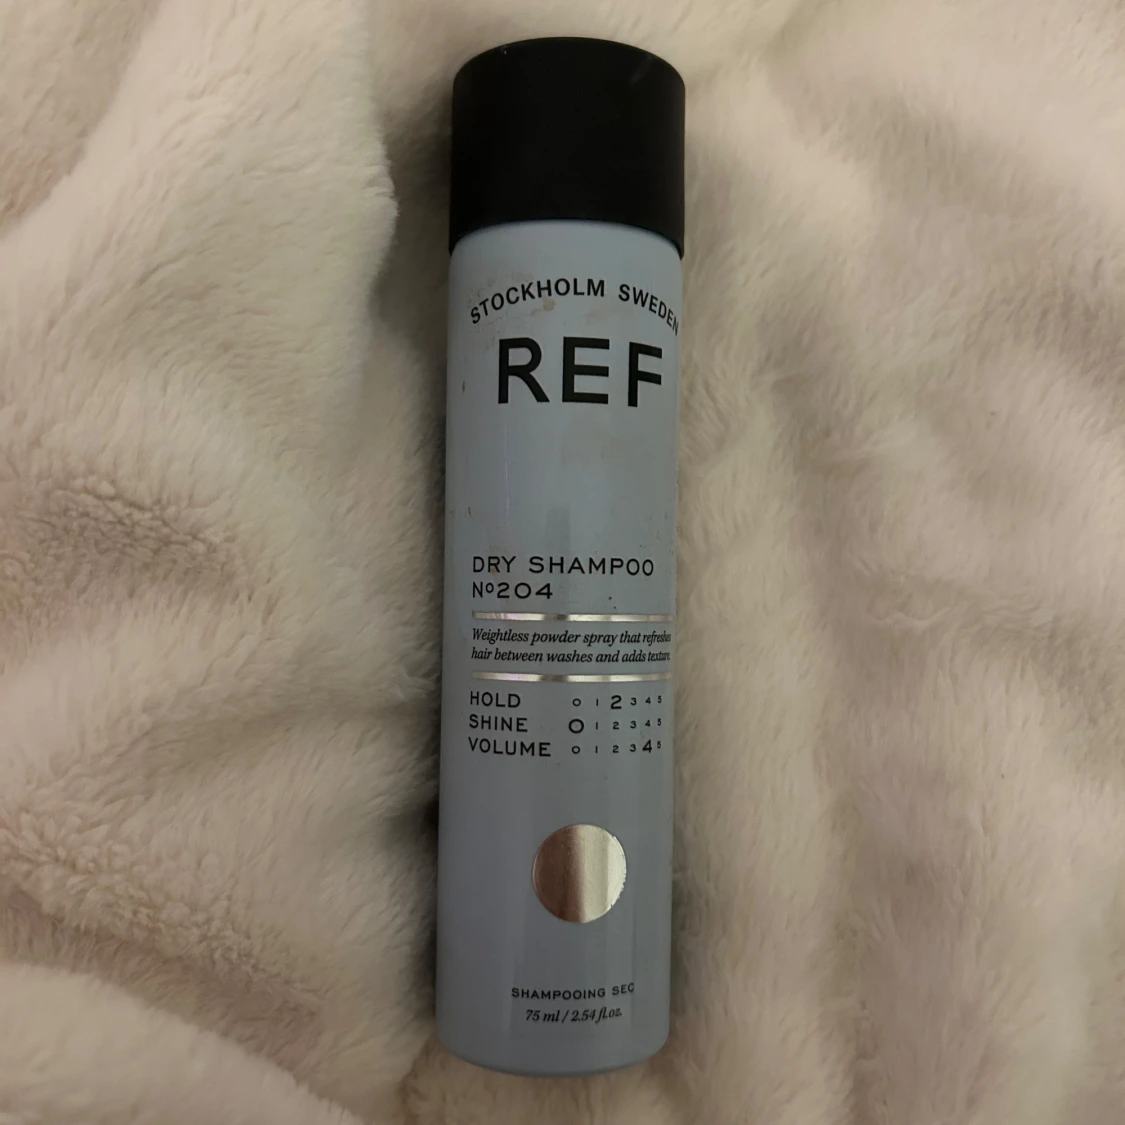 STOCKHOLM SWEDEN
REF
DRY SHAMPOO
Nº204
Weightless powder spray that refreshes
hair between washes and adds texture.
HOLD 0 1 2 3 4 5
SHINE 0 1 2 3 4 5
VOLUME 0 1 2 3 4 5
SHAMPOOING SEC
75 ml / 2.54 fl.oz.